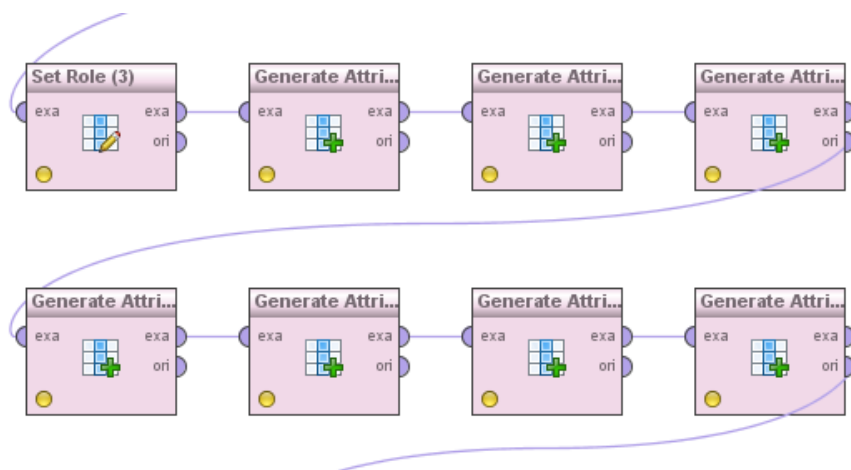 Set Role (3) Generate Attri... Generate Attri... Generate Attri...
exa exa exa exa exa exa exa exa
ori ori ori ori
Generate Attri... Generate Attri... Generate Attri... Generate Attri...
exa exa exa exa exa exa exa exa
ori ori ori ori